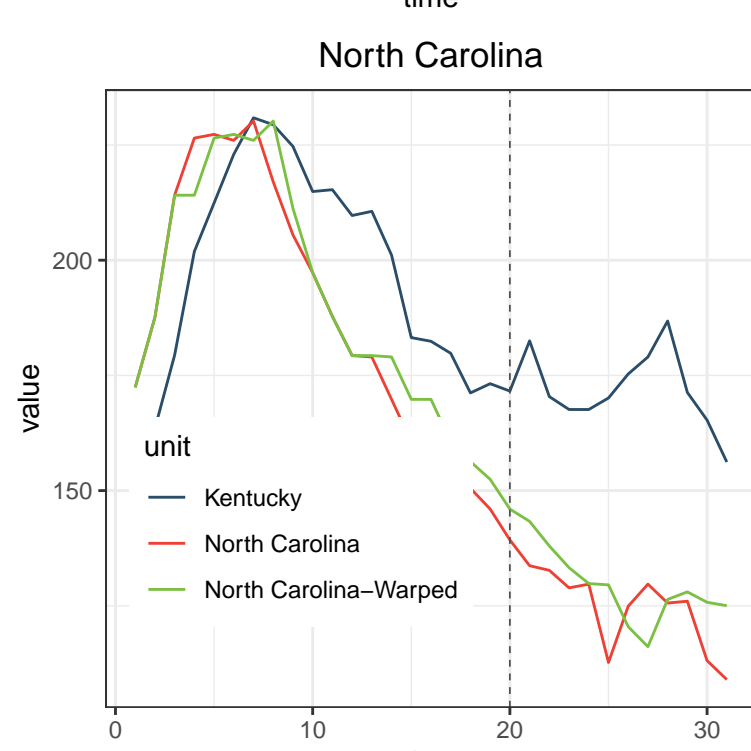 time
North Carolina
value
200
150
unit
Kentucky
North Carolina
North Carolina–Warped
0 10 20 30